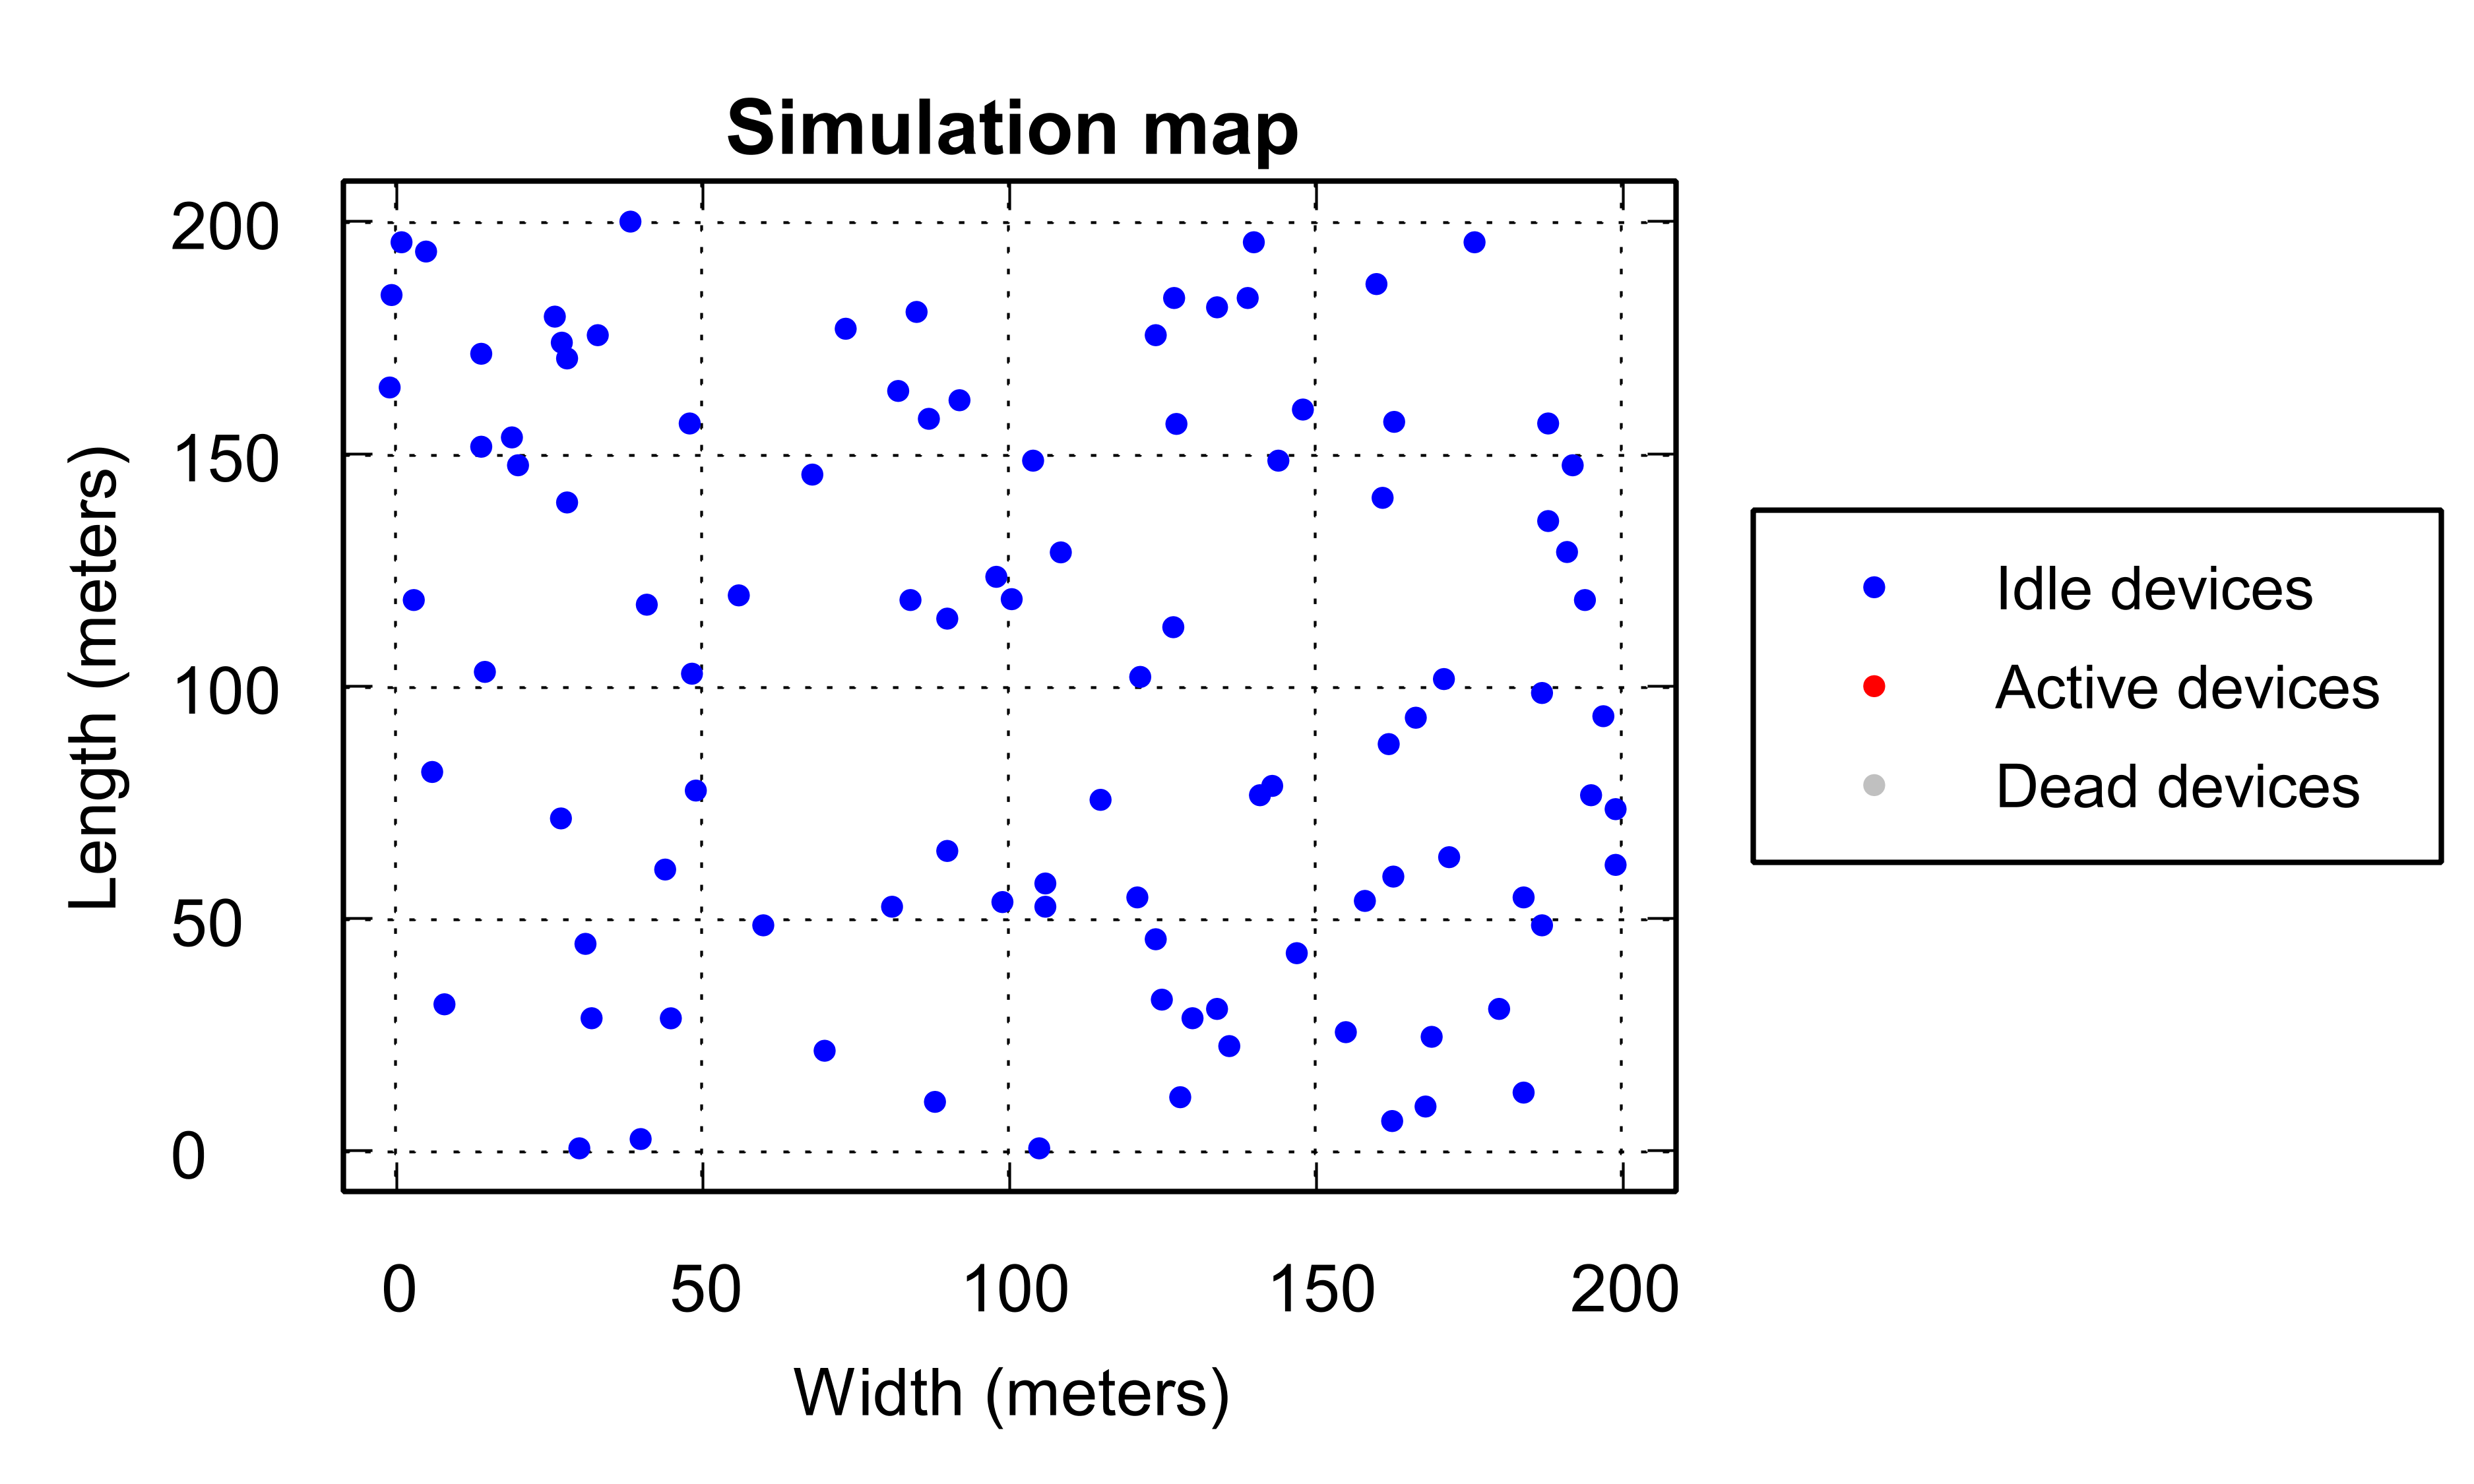 Simulation map
200
150
100
50
0
Length (meters)
0 50 100 150 200
Width (meters)
Idle devices
Active devices
Dead devices